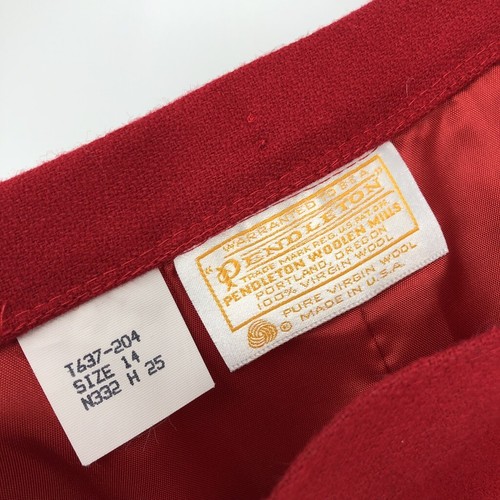 WARRANTED TO BE A
"PENDLETON"
TRADE MARK REG. U.S. PAT. OFF.
PENDLETON WOOLEN MILLS
PORTLAND, OREGON
100% VIRGIN WOOL
PURE VIRGIN WOOL
® MADE IN U.S.A.
T637-204
SIZE 14
N332 H 25